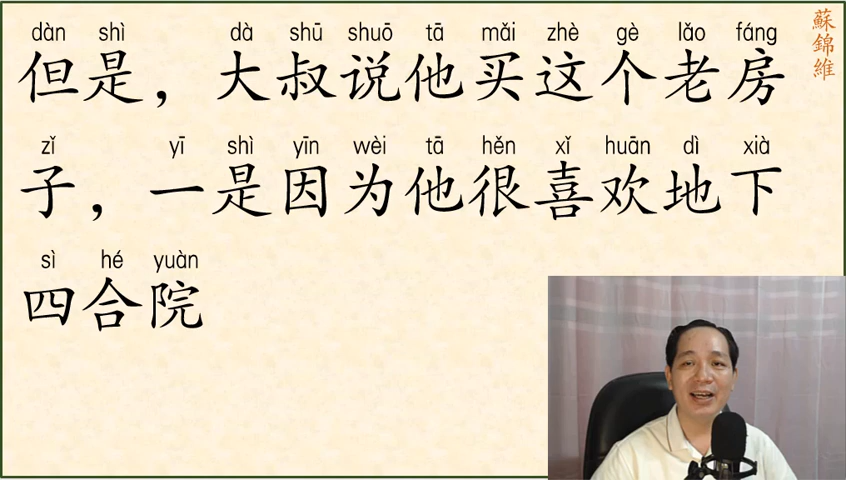 dàn shì dà shū shuō tā mǎi zhè gè lǎo fáng
但是，大叔说他买这个老房
zǐ yī shì yīn wèi tā hěn xǐ huān dì xià
子，一是因为他很喜欢地下
sì hé yuàn
四合院
蘇錦維